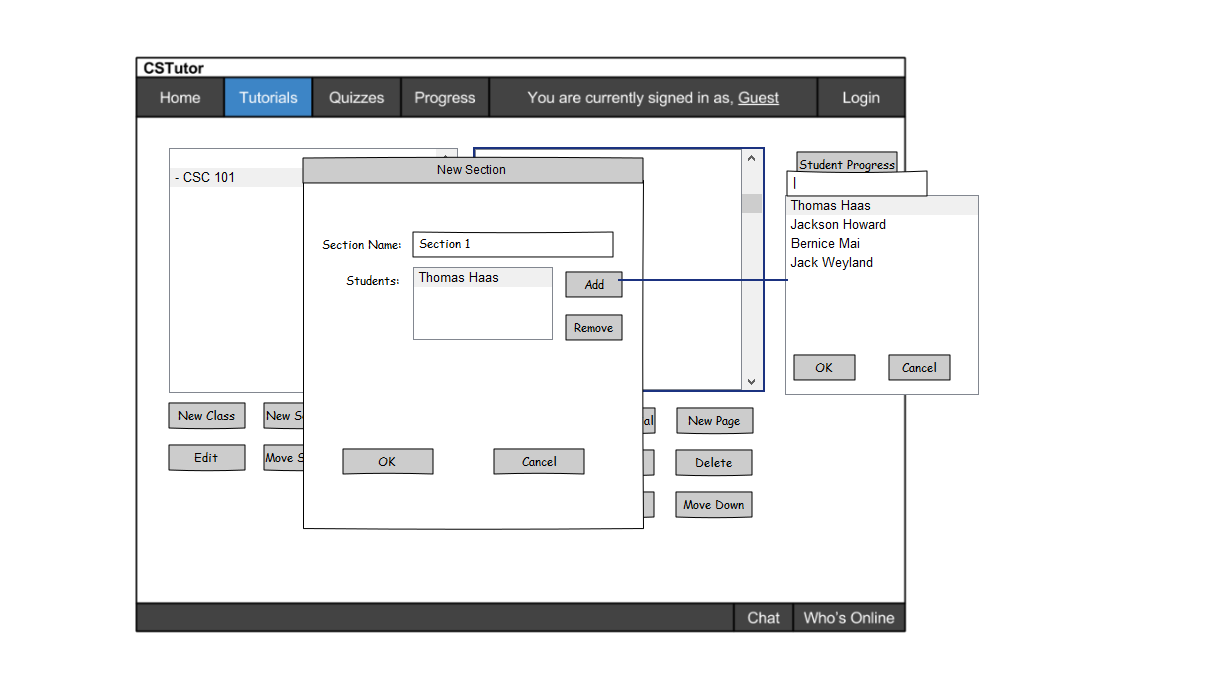 CSTutor
Home Tutorials Quizzes Progress You are currently signed in as, Guest Login
New Section
- CSC 101
Student Progress
Section Name: Section 1
Students: Thomas Haas
Add
Remove
OK Cancel
Thomas Haas
Jackson Howard
Bernice Mai
Jack Weyland
OK Cancel
New Class New S al New Page
Edit Move S Delete
Move Down
Chat Who's Online